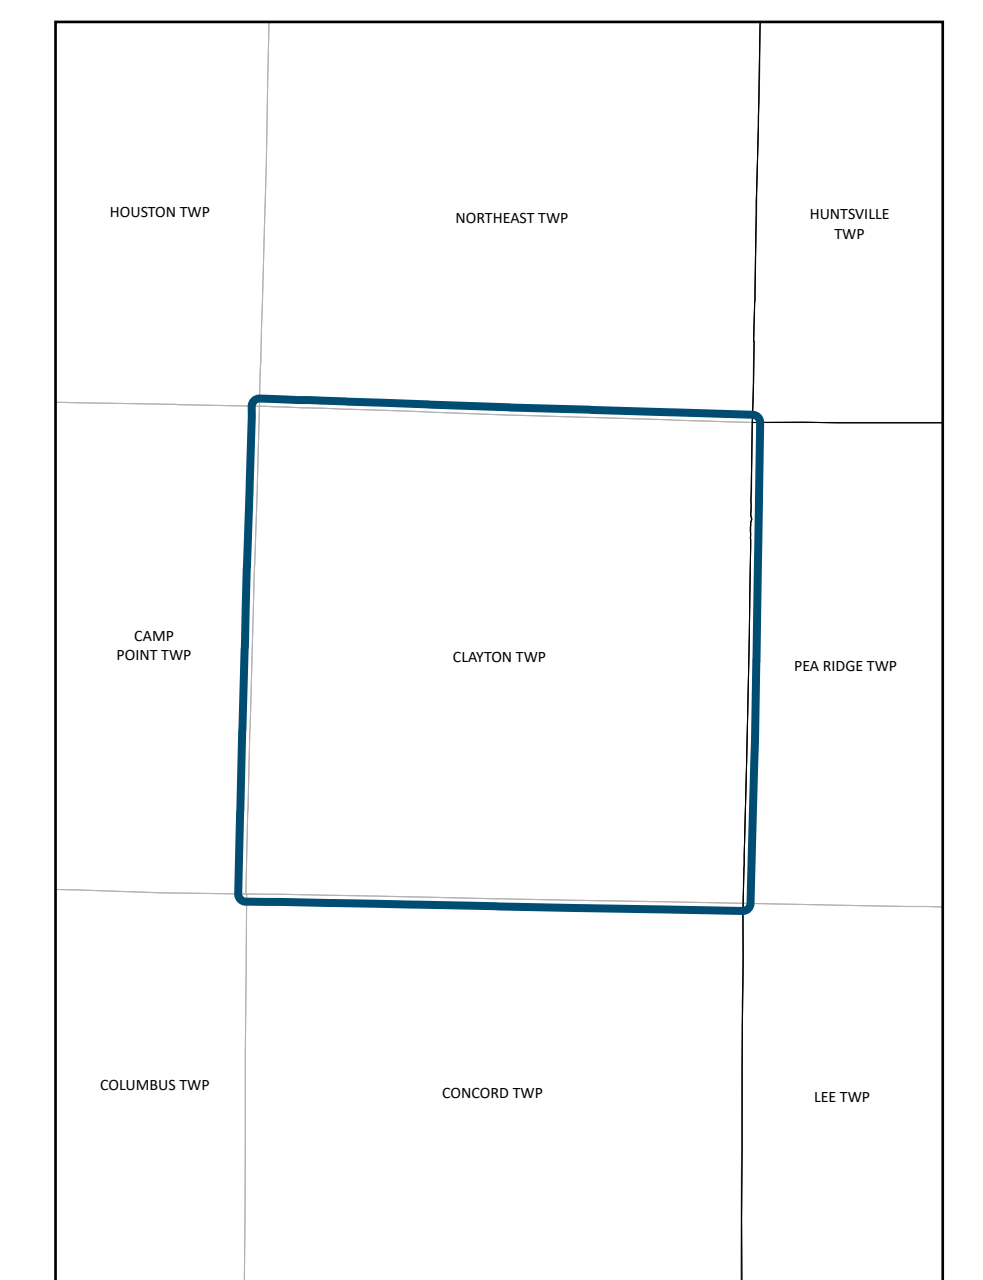 HOUSTON TWP
NORTHEAST TWP
HUNTSVILLE
TWP
CAMP
POINT TWP
CLAYTON TWP
PEA RIDGE TWP
COLUMBUS TWP
CONCORD TWP
LEE TWP